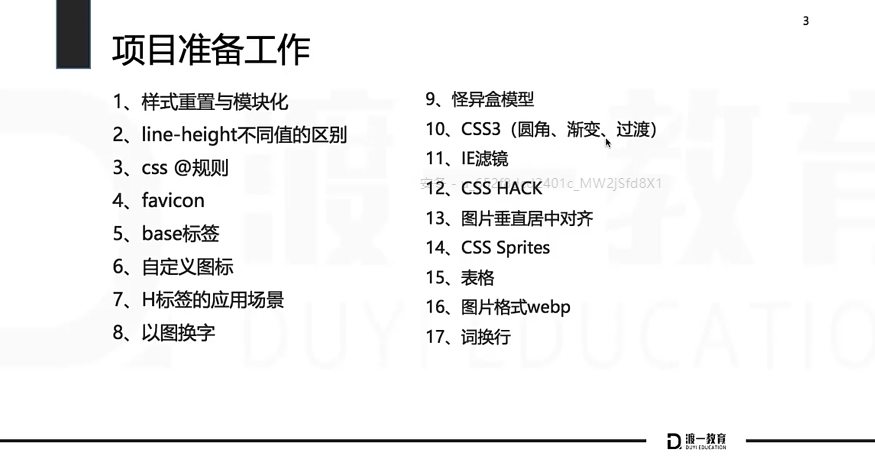 3
项目准备工作
1、样式重置与模块化
2、line-height不同值的区别
3、css @规则
4、favicon
5、base标签
6、自定义图标
7、H标签的应用场景
8、以图换字
9、怪异盒模型
10、CSS3（圆角、渐变、过渡）
11、IE滤镜
12、CSS HACK
13、图片垂直居中对齐
14、CSS Sprites
15、表格
16、图片格式webp
17、词换行
渡一教育
DUYI EDUCATION
渡一教育
DUYI EDUCATION